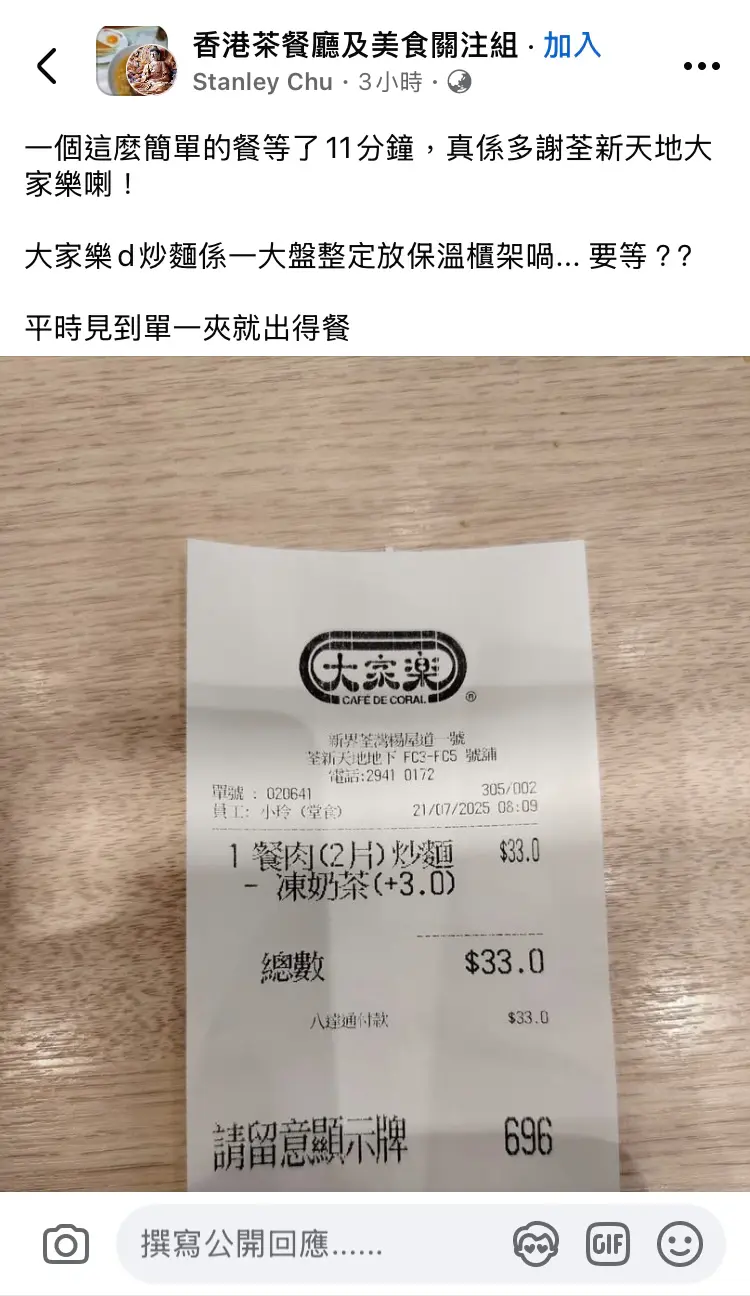 香港茶餐廳及美食關注組 · 加入
Stanley Chu · 3小時 ·
一個這麼簡單的餐等了11分鐘，真係多謝荃新天地大
家樂喇！
大家樂d炒麵係一大盤整定放保溫櫃架喎... 要等？?
平時見到單一夾就出得餐
大家樂
CAFÉ DE CORAL ®
新界荃灣楊屋道一號
荃新天地地下 FC3-FC5 號舖
電話:2941 0172
單號 : 020641 305/002
員工: 小玲 (堂食) 21/07/2025 08:09
1 餐肉(2片)炒麵 $33.0
- 凍奶茶(+3.0)
總數 $33.0
八達通付款 $33.0
請留意顯示牌 696
撰寫公開回應......
GIF